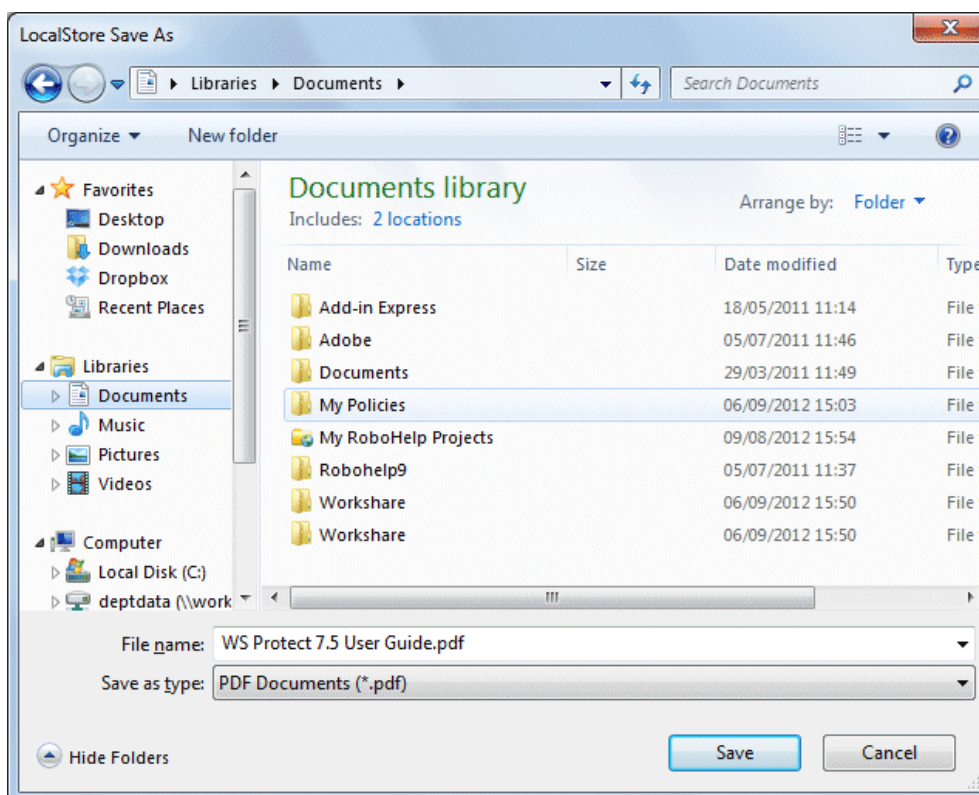 LocalStore Save As
Libraries Documents
Search Documents
Organize New folder
Favorites
Desktop
Downloads
Dropbox
Recent Places
Libraries
Documents
Music
Pictures
Videos
Computer
Local Disk (C:)
deptdata (\\work
Documents library
Includes: 2 locations
Arrange by: Folder
Name Size Date modified Type
Add-in Express 18/05/2011 11:14 File
Adobe 05/07/2011 11:46 File
Documents 29/03/2011 11:49 File
My Policies 06/09/2012 15:03 File
My RoboHelp Projects 09/08/2012 15:54 File
Robohelp9 05/07/2011 11:37 File
Workshare 06/09/2012 15:50 File
Workshare 06/09/2012 15:50 File
File name: WS Protect 7.5 User Guide.pdf
Save as type: PDF Documents (*.pdf)
Hide Folders
Save Cancel